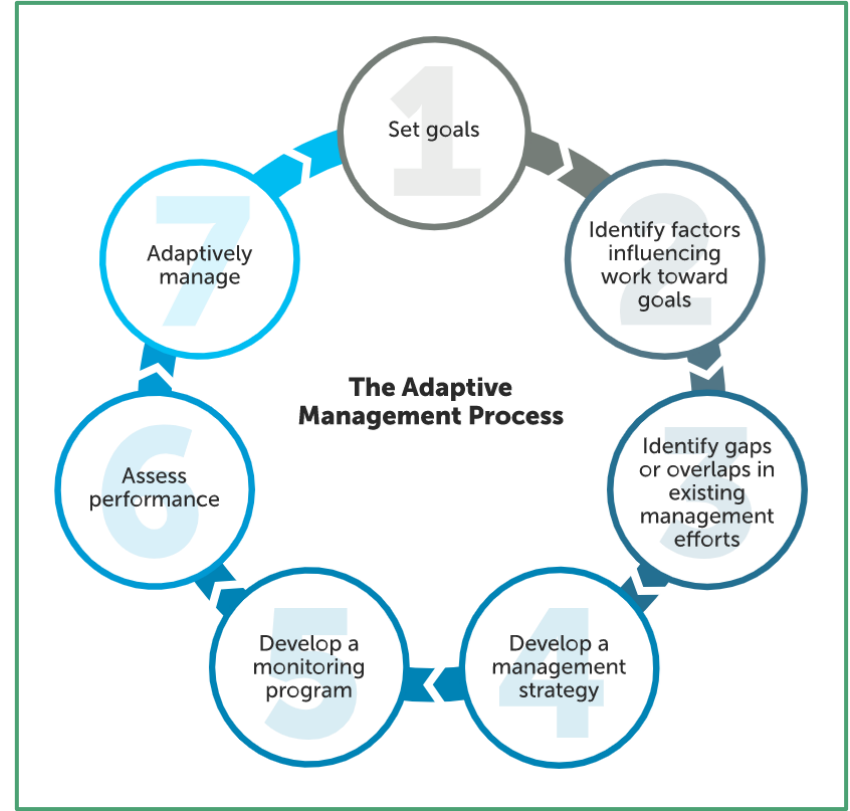 1
Set goals
2
Identify factors
influencing
work toward
goals
3
Identify gaps
or overlaps in
existing
management
efforts
4
Develop a
management
strategy
5
Develop a
monitoring
program
6
Assess
performance
7
Adaptively
manage
The Adaptive
Management Process